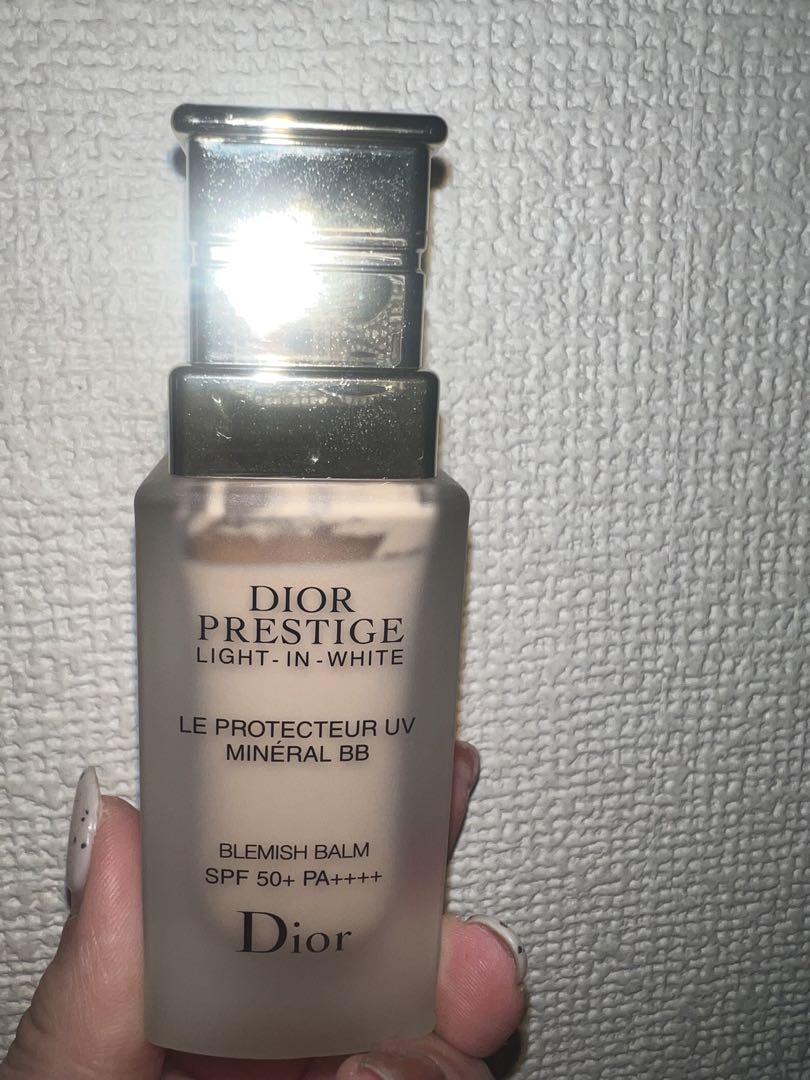 DIOR
PRESTIGE
LIGHT-IN-WHITE
LE PROTECTEUR UV
MINÉRAL BB
BLEMISH BALM
SPF 50+ PA++++
Dior